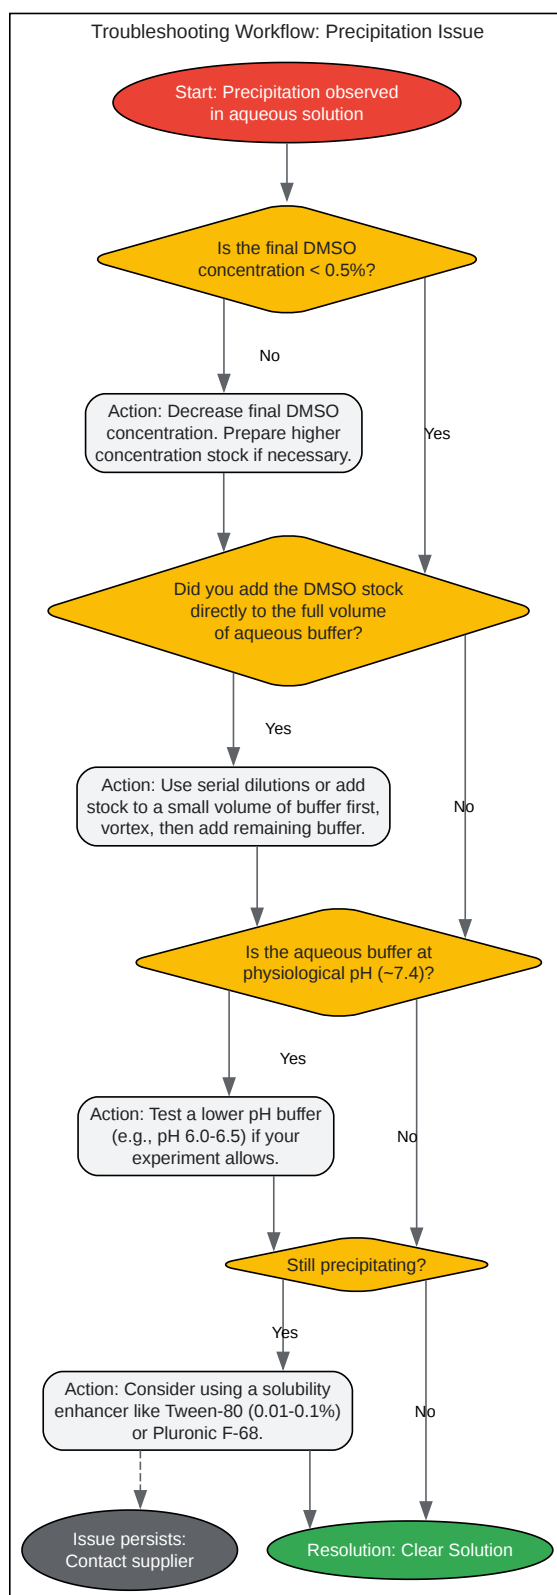 Troubleshooting Workflow: Precipitation Issue
Start: Precipitation observed
in aqueous solution
Is the final DMSO
concentration < 0.5%?
No
Action: Decrease final DMSO
concentration. Prepare higher
concentration stock if necessary.
Yes
Did you add the DMSO stock
directly to the full volume
of aqueous buffer?
Yes
Action: Use serial dilutions or add
stock to a small volume of buffer first,
vortex, then add remaining buffer.
No
Is the aqueous buffer at
physiological pH (~7.4)?
Yes
Action: Test a lower pH buffer
(e.g., pH 6.0-6.5) if your
experiment allows.
No
Still precipitating?
Yes
Action: Consider using a solubility
enhancer like Tween-80 (0.01-0.1%)
or Pluronic F-68.
No
Issue persists:
Contact supplier
Resolution: Clear Solution